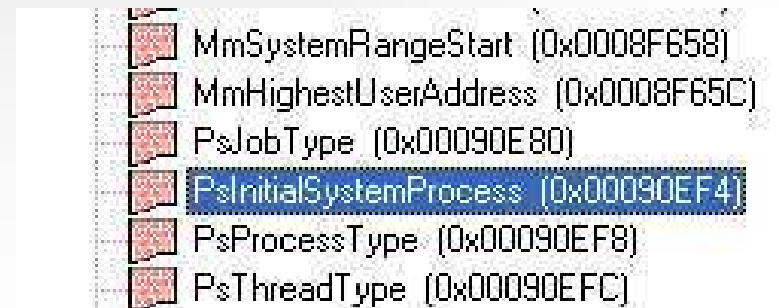 MmSystemRangeStart (0x0008F658)
MmHighestUserAddress (0x0008F65C)
PsJobType (0x00090E80)
PsInitialSystemProcess (0x00090EF4)
PsProcessType (0x00090EF8)
PsThreadType (0x00090EFC)